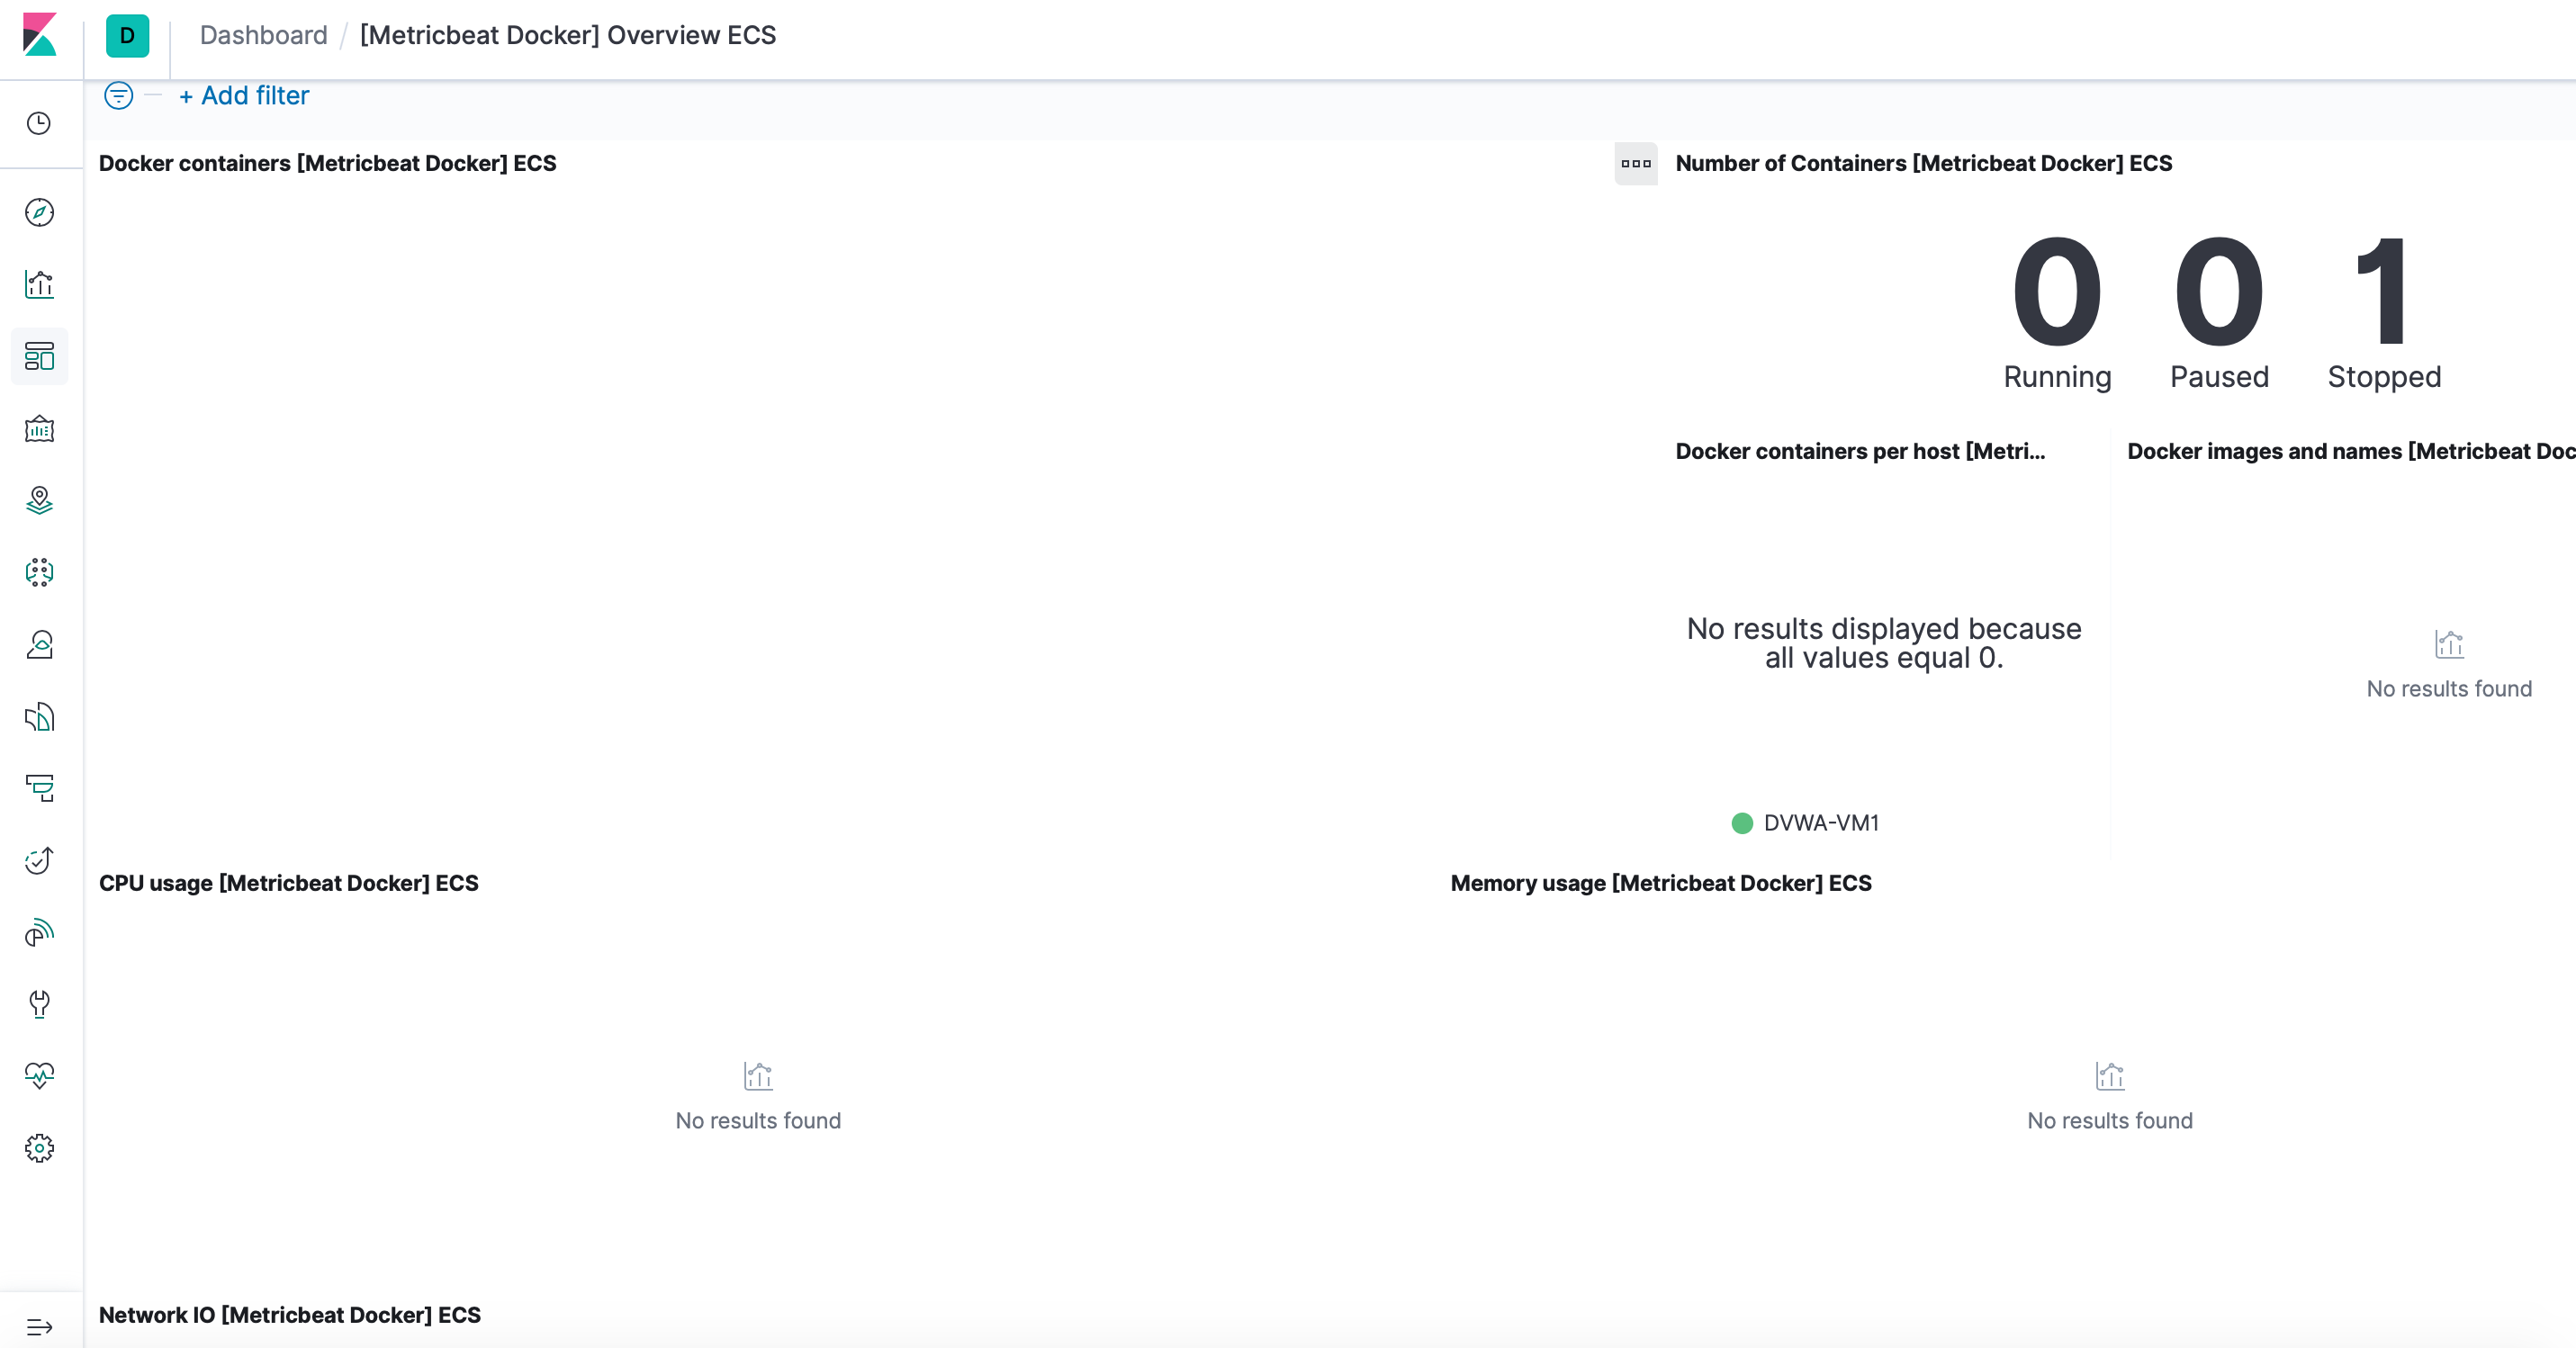 D
Dashboard / [Metricbeat Docker] Overview ECS
+ Add filter
Docker containers [Metricbeat Docker] ECS
Number of Containers [Metricbeat Docker] ECS
0 0 1
Running Paused Stopped
Docker containers per host [Metri...
Docker images and names [Metricbeat Doc
No results displayed because
all values equal 0.
No results found
DVWA-VM1
CPU usage [Metricbeat Docker] ECS
Memory usage [Metricbeat Docker] ECS
No results found
No results found
Network IO [Metricbeat Docker] ECS